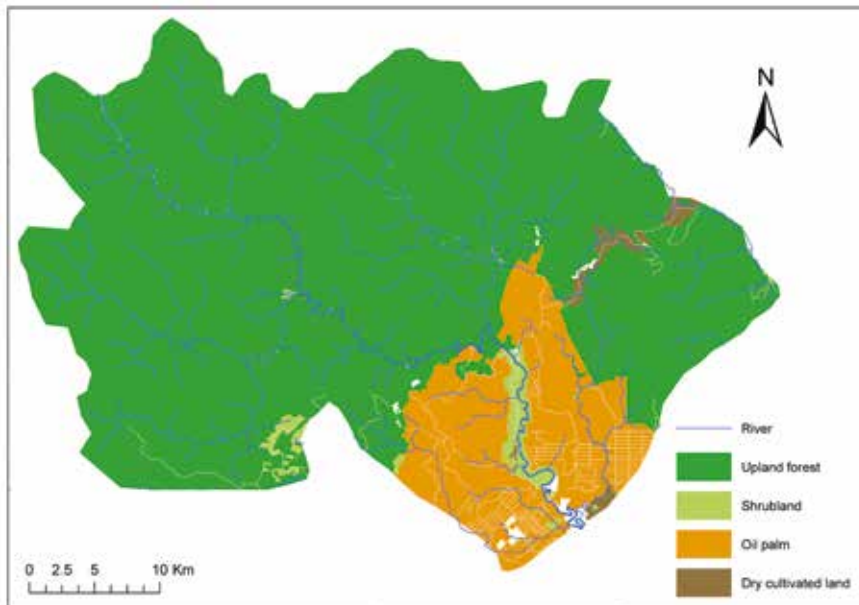 N
River
Upland forest
Shrubland
Oil palm
Dry cultivated land
0 2.5 5 10 Km